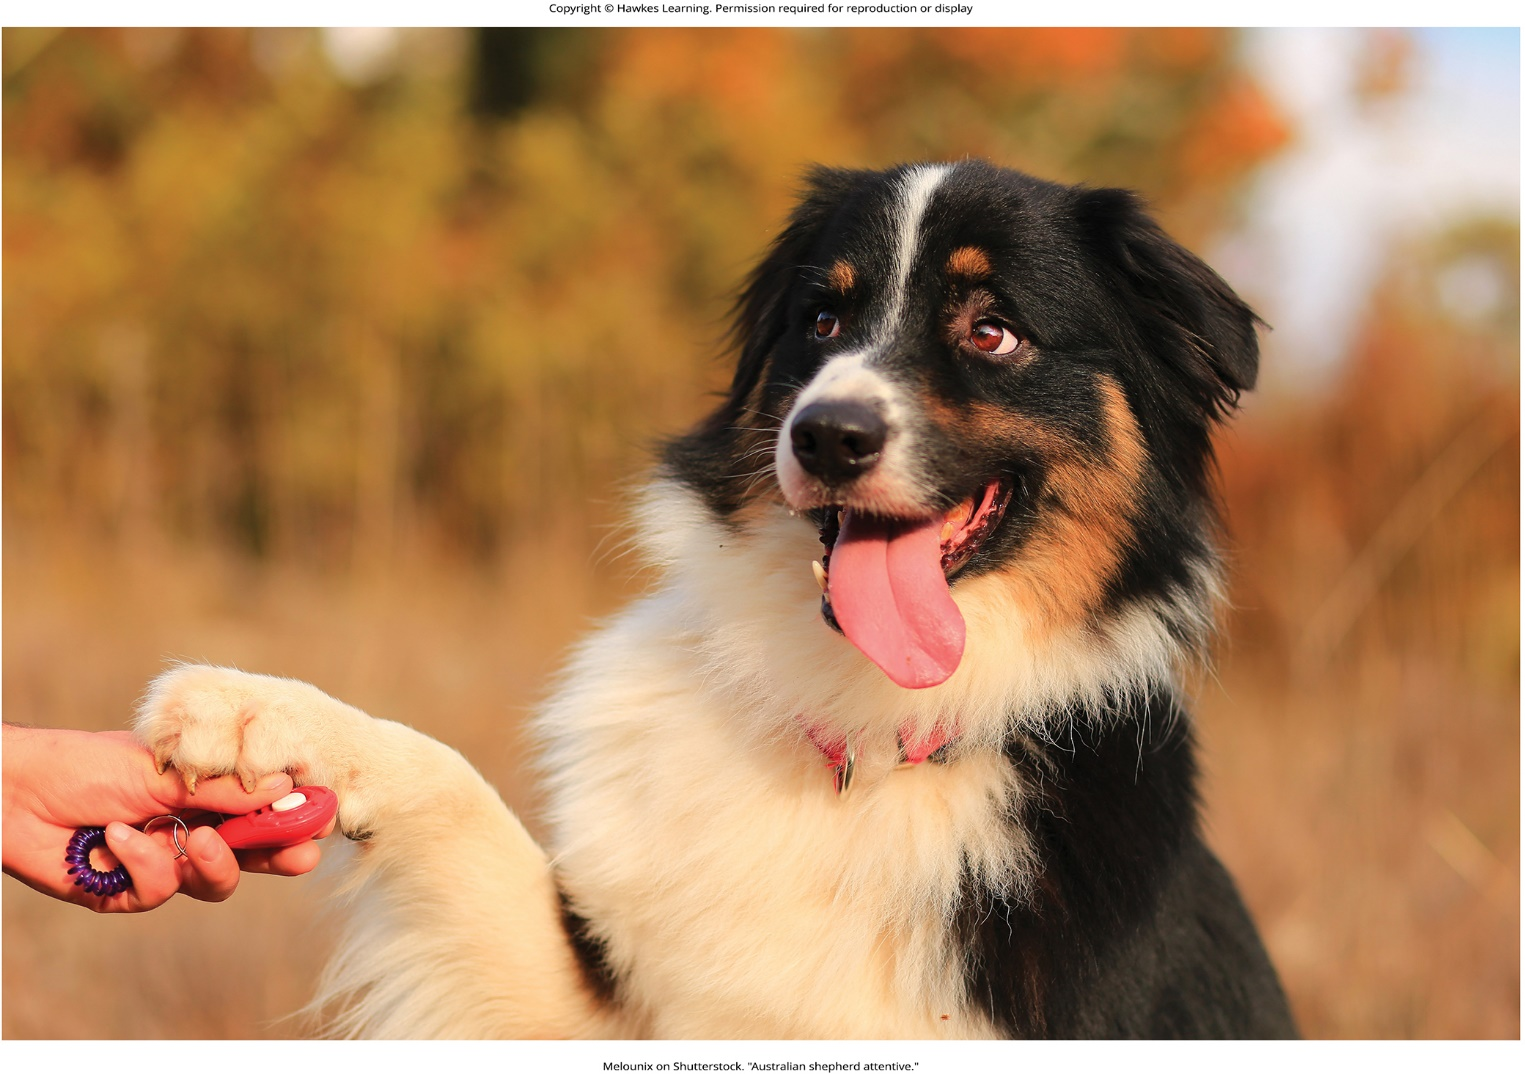 Copyright © Hawkes Learning. Permission required for reproduction or display
Melounix on Shutterstock. "Australian shepherd attentive."